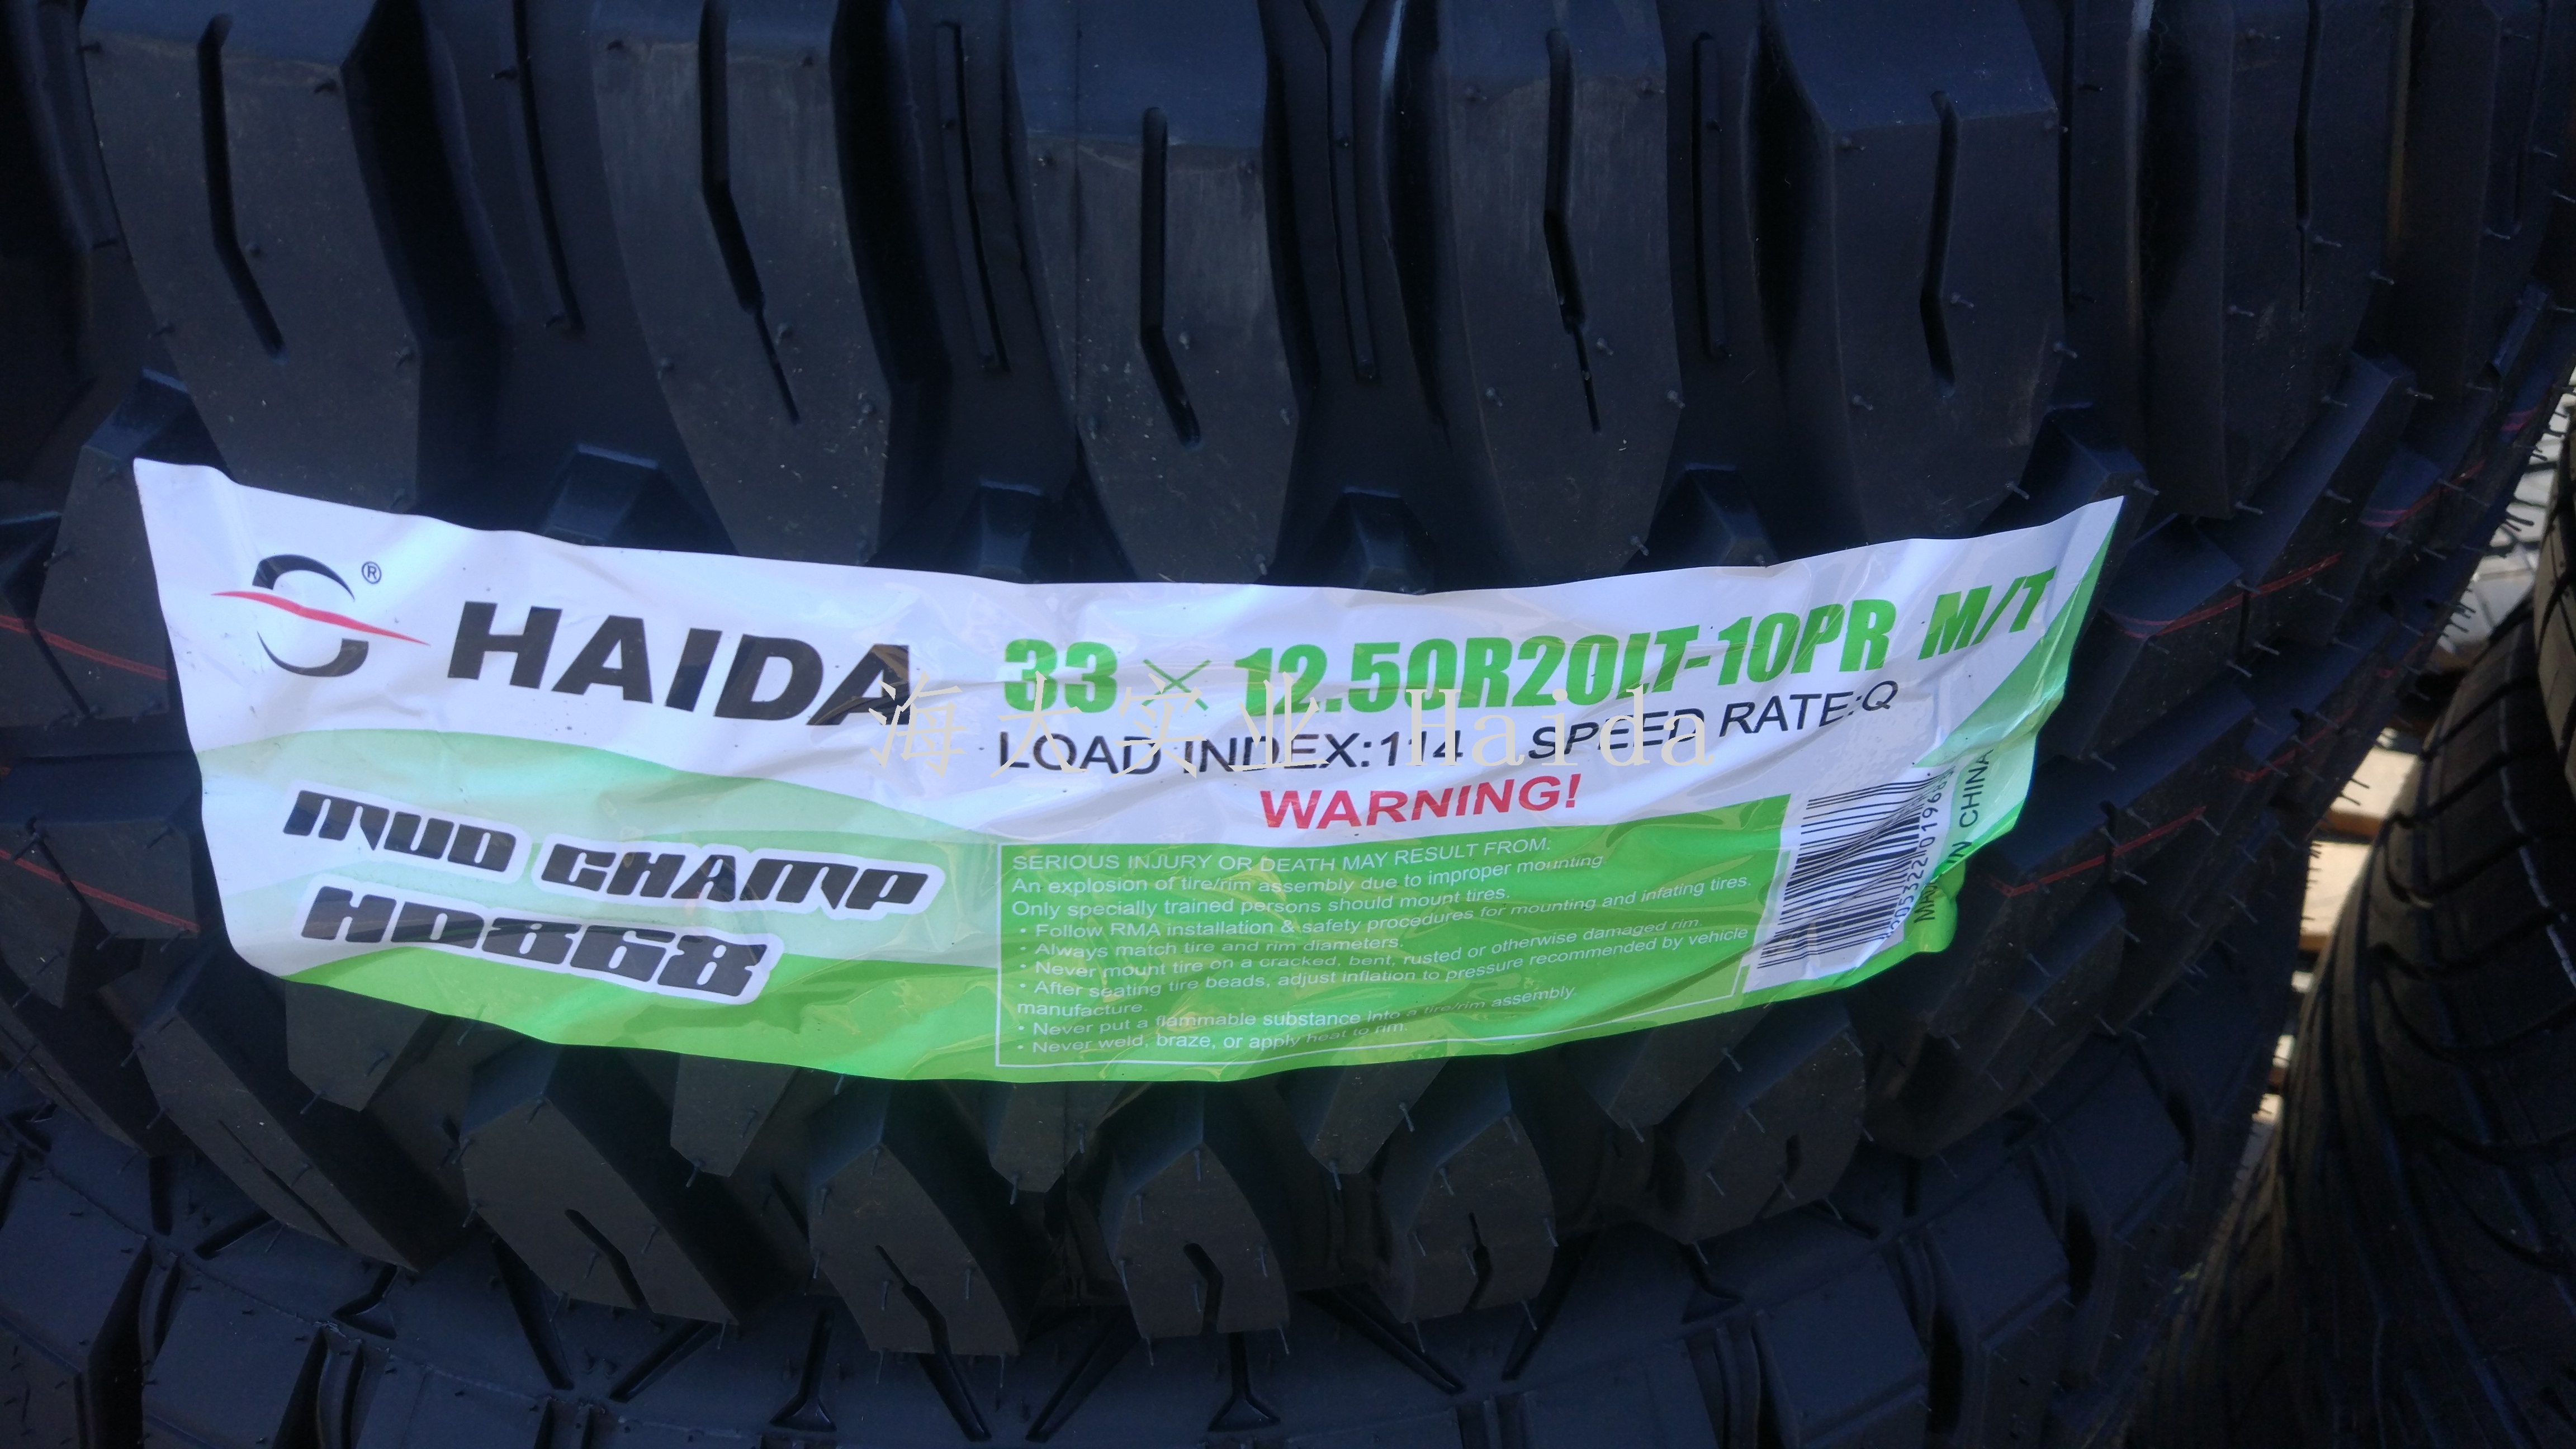 ®
HAIDA
33 × 12.50R20LT-10PR M/T
LOAD INDEX:114 SPEED RATE:Q
海大实业 Haida
WARNING!
MUD CHAMP
HD868
SERIOUS INJURY OR DEATH MAY RESULT FROM:
An explosion of tire/rim assembly due to improper mounting
Only specially trained persons should mount tires.
• Follow RMA installation & safety procedures for mounting and infating tires.
• Always match tire and rim diameters.
• Never mount tire on a cracked, bent, rusted or otherwise damaged rim.
• After seating tire beads, adjust inflation to pressure recommended by vehicle
manufacture.
• Never put a flammable substance into a tire/rim assembly.
• Never weld, braze, or apply heat to rim.
IN CHINA